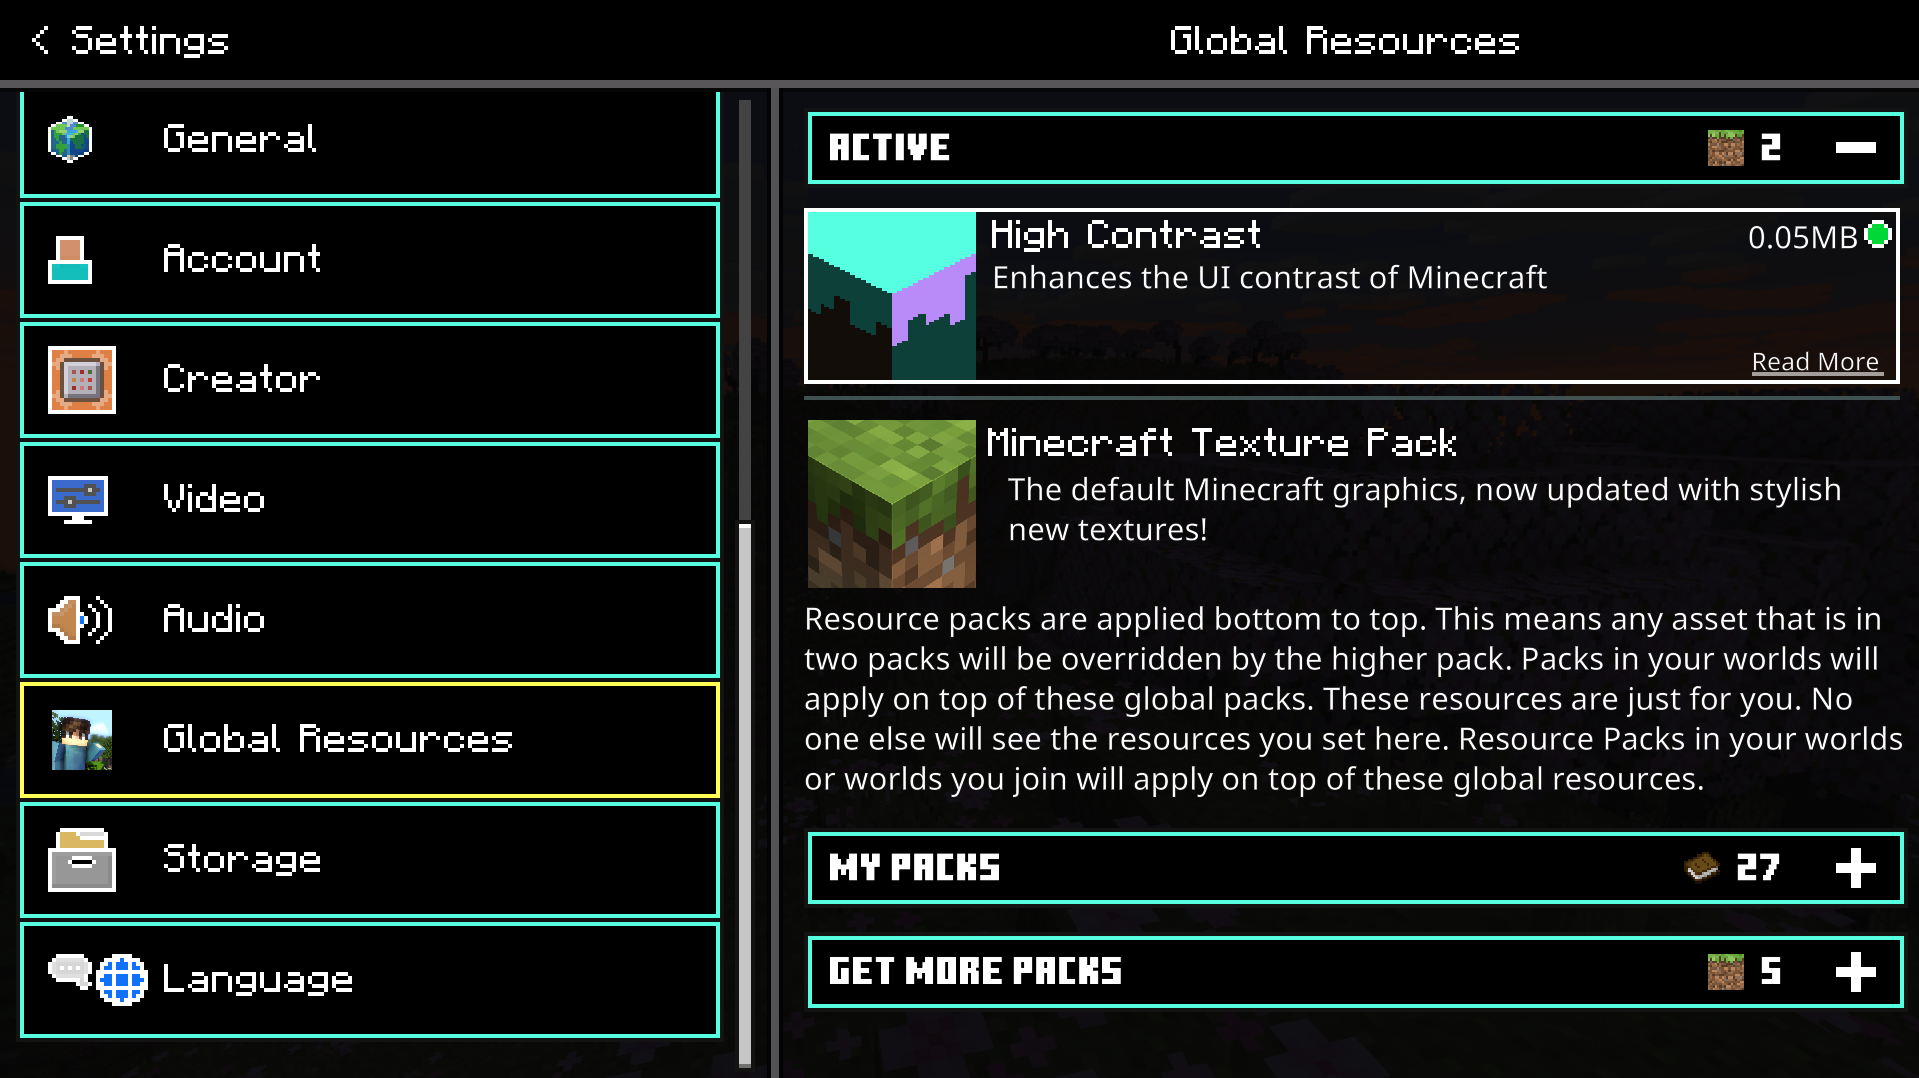 Settings
Global Resources
General
Account
Creator
Video
Audio
Global Resources
Storage
Language
ACTIVE 2
High Contrast 0.05MB
Enhances the UI contrast of Minecraft
Read More
Minecraft Texture Pack
The default Minecraft graphics, now updated with stylish
new textures!
Resource packs are applied bottom to top. This means any asset that is in
two packs will be overridden by the higher pack. Packs in your worlds will
apply on top of these global packs. These resources are just for you. No
one else will see the resources you set here. Resource Packs in your worlds
or worlds you join will apply on top of these global resources.
MY PACKS 27
GET MORE PACKS 5